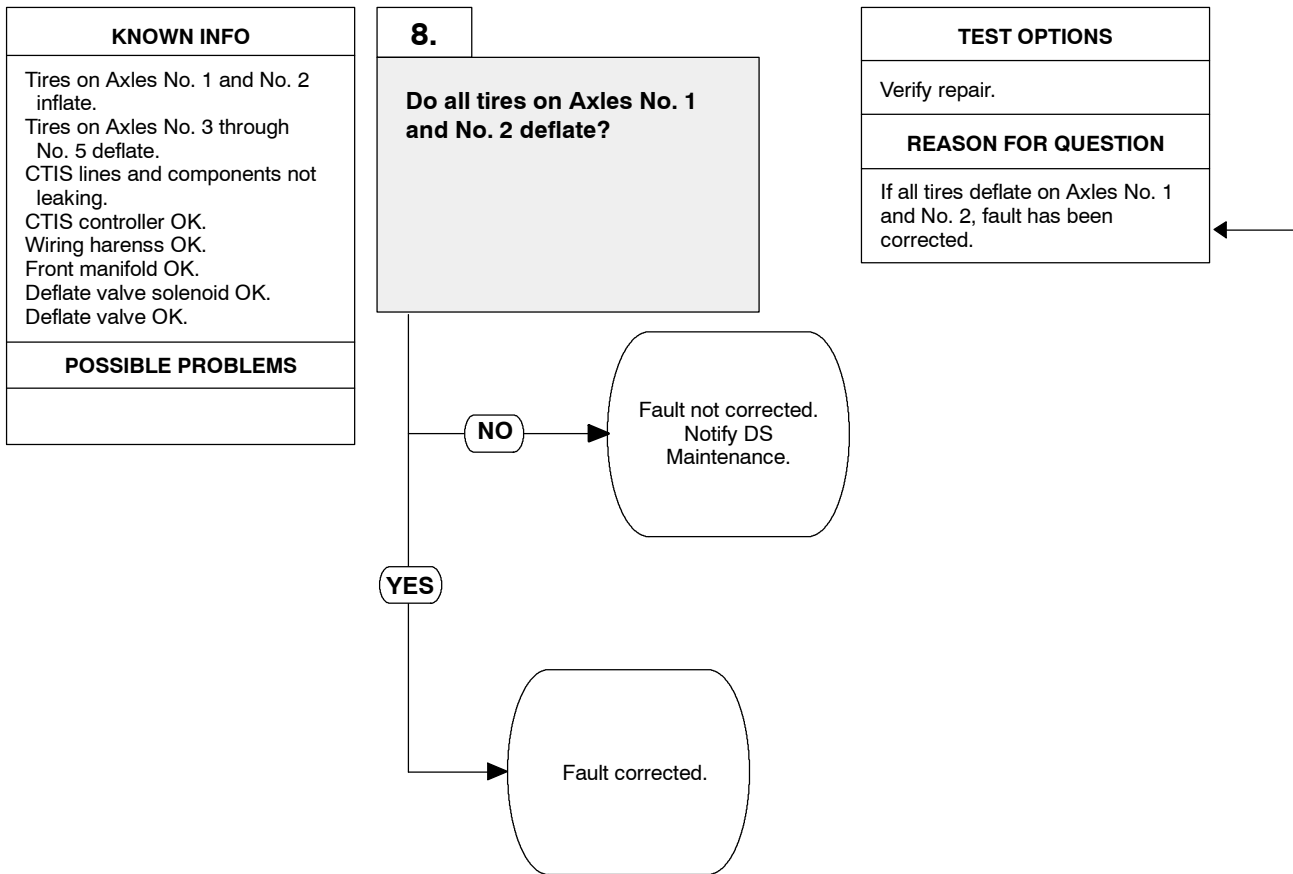 KNOWN INFO
Tires on Axles No. 1 and No. 2
inflate.
Tires on Axles No. 3 through
No. 5 deflate.
CTIS lines and components not
leaking.
CTIS controller OK.
Wiring harenss OK.
Front manifold OK.
Deflate valve solenoid OK.
Deflate valve OK.
POSSIBLE PROBLEMS
8.
Do all tires on Axles No. 1
and No. 2 deflate?
TEST OPTIONS
Verify repair.
REASON FOR QUESTION
If all tires deflate on Axles No. 1
and No. 2, fault has been
corrected.
NO
Fault not corrected.
Notify DS
Maintenance.
YES
Fault corrected.